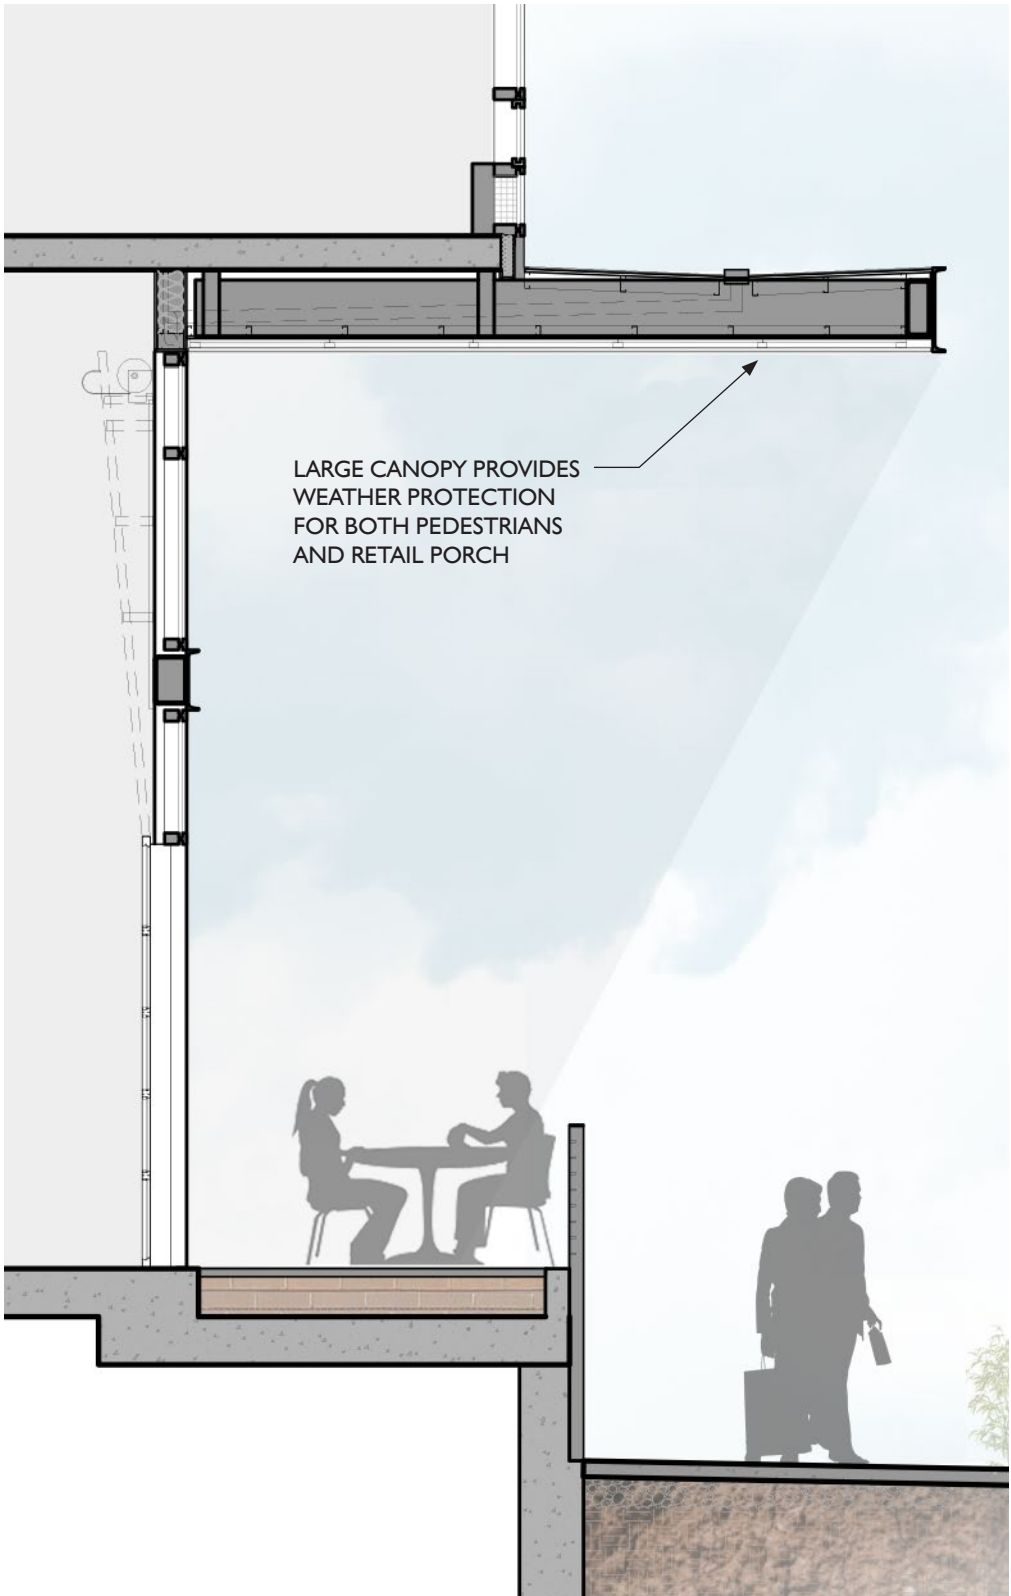 LARGE CANOPY PROVIDES
WEATHER PROTECTION
FOR BOTH PEDESTRIANS
AND RETAIL PORCH